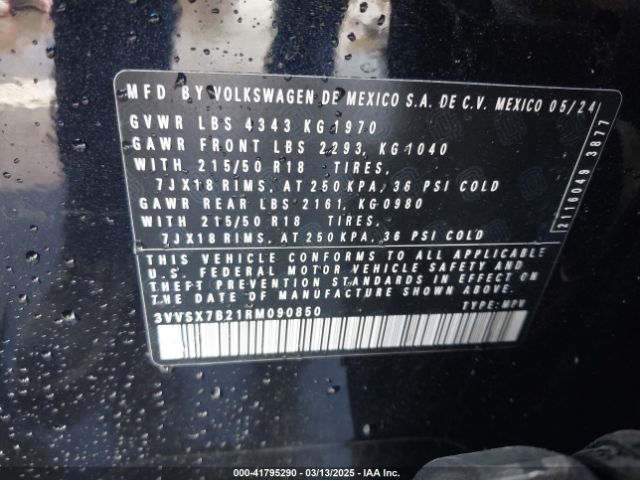 MFD BY VOLKSWAGEN DE MEXICO S.A. DE C.V. MEXICO 05/24
GVWR LBS 4343 KG 1970
GAWR FRONT LBS 2293, KG 1040
WITH 215/50 R18 TIRES,
7JX18 RIMS, AT 250 KPA, 36 PSI COLD
GAWR REAR LBS 2161, KG 0980
WITH 215/50 R18 TIRES,
7JX18 RIMS, AT 250 KPA, 36 PSI COLD
THIS VEHICLE CONFORMS TO ALL APPLICABLE
U.S. FEDERAL MOTOR VEHICLE SAFETY AND
THEFT PREVENTION STANDARDS IN EFFECT ON
THE DATE OF MANUFACTURE SHOWN ABOVE.
3VVSX7B21RM090850 TYPE: MPV
2116049 3877
000-41795290 - 03/13/2025 - IAA Inc.